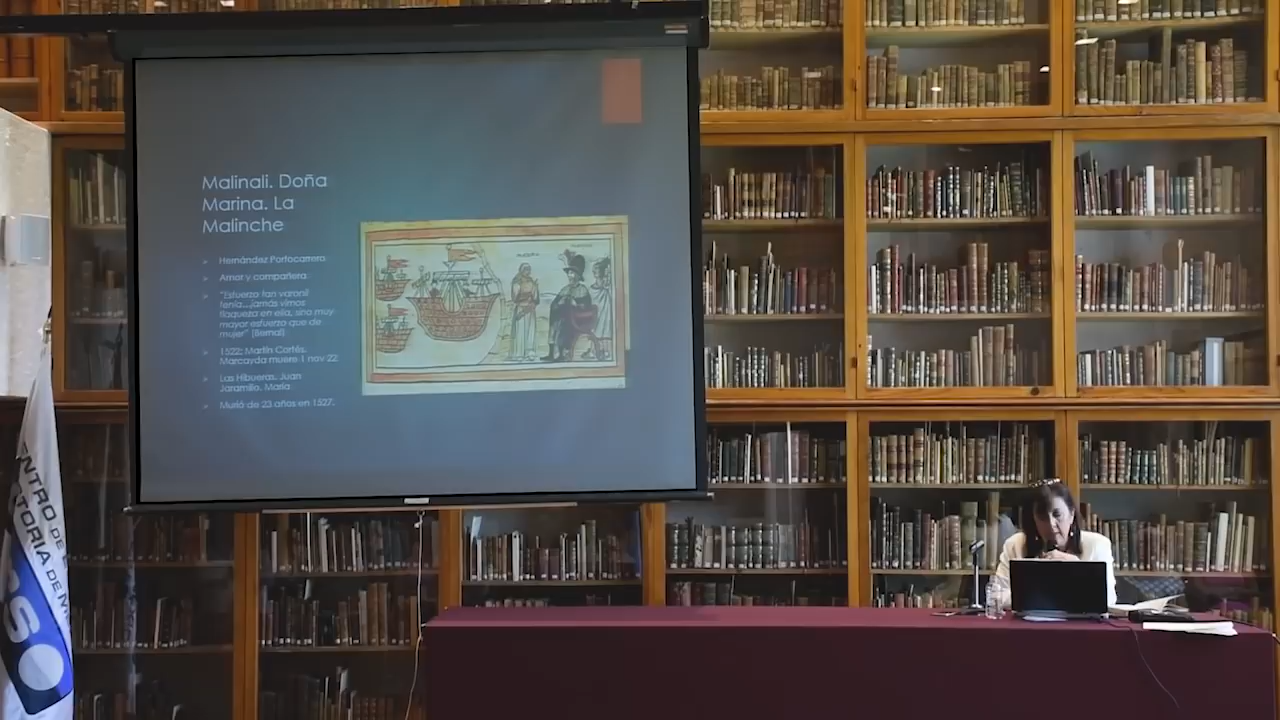 Malinali. Doña
Marina. La
Malinche
Hernández Portocarrero
Amor y compañera.
"Esfuerzo tan varonil
tenía...jamás vimos
flaqueza en ella, sino muy
mayor esfuerzo que de
mujer" (Bernal)
1522: Martín Cortés.
Marcayda muere 1 nov 22:
Las Hibueras. Juan
Jaramillo. María
Murió de 23 años en 1527.
ENTRO DE